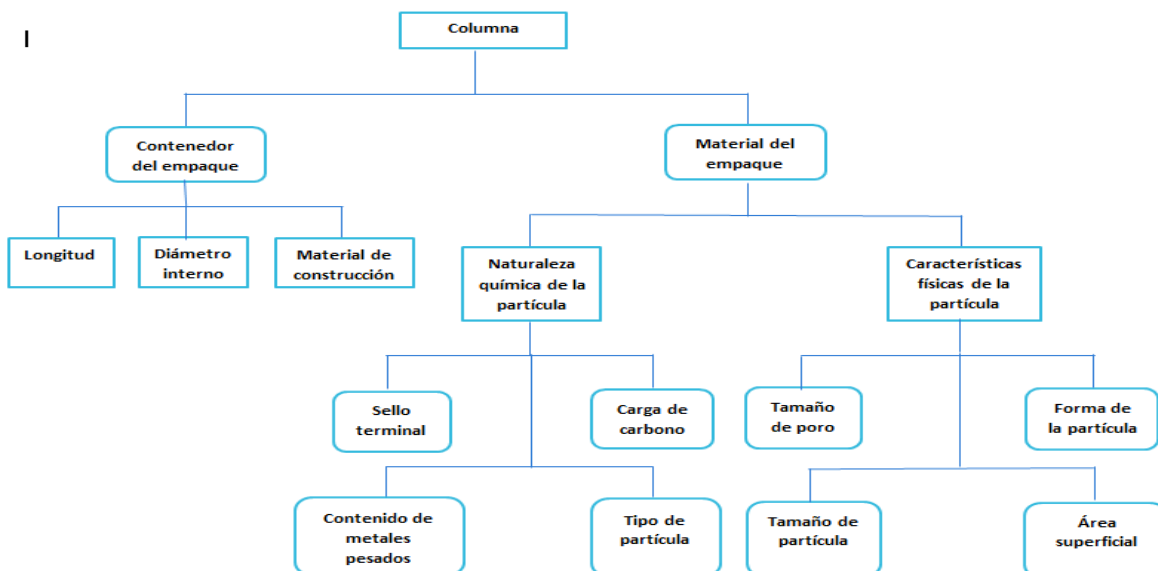 I
Columna
Contenedor
del empaque
Material del
empaque
Longitud
Diámetro
interno
Material de
construcción
Naturaleza
química de la
partícula
Características
físicas de la
partícula
Sello
terminal
Carga de
carbono
Tamaño
de poro
Forma de
la partícula
Contenido de
metales
pesados
Tipo de
partícula
Tamaño de
partícula
Área
superficial